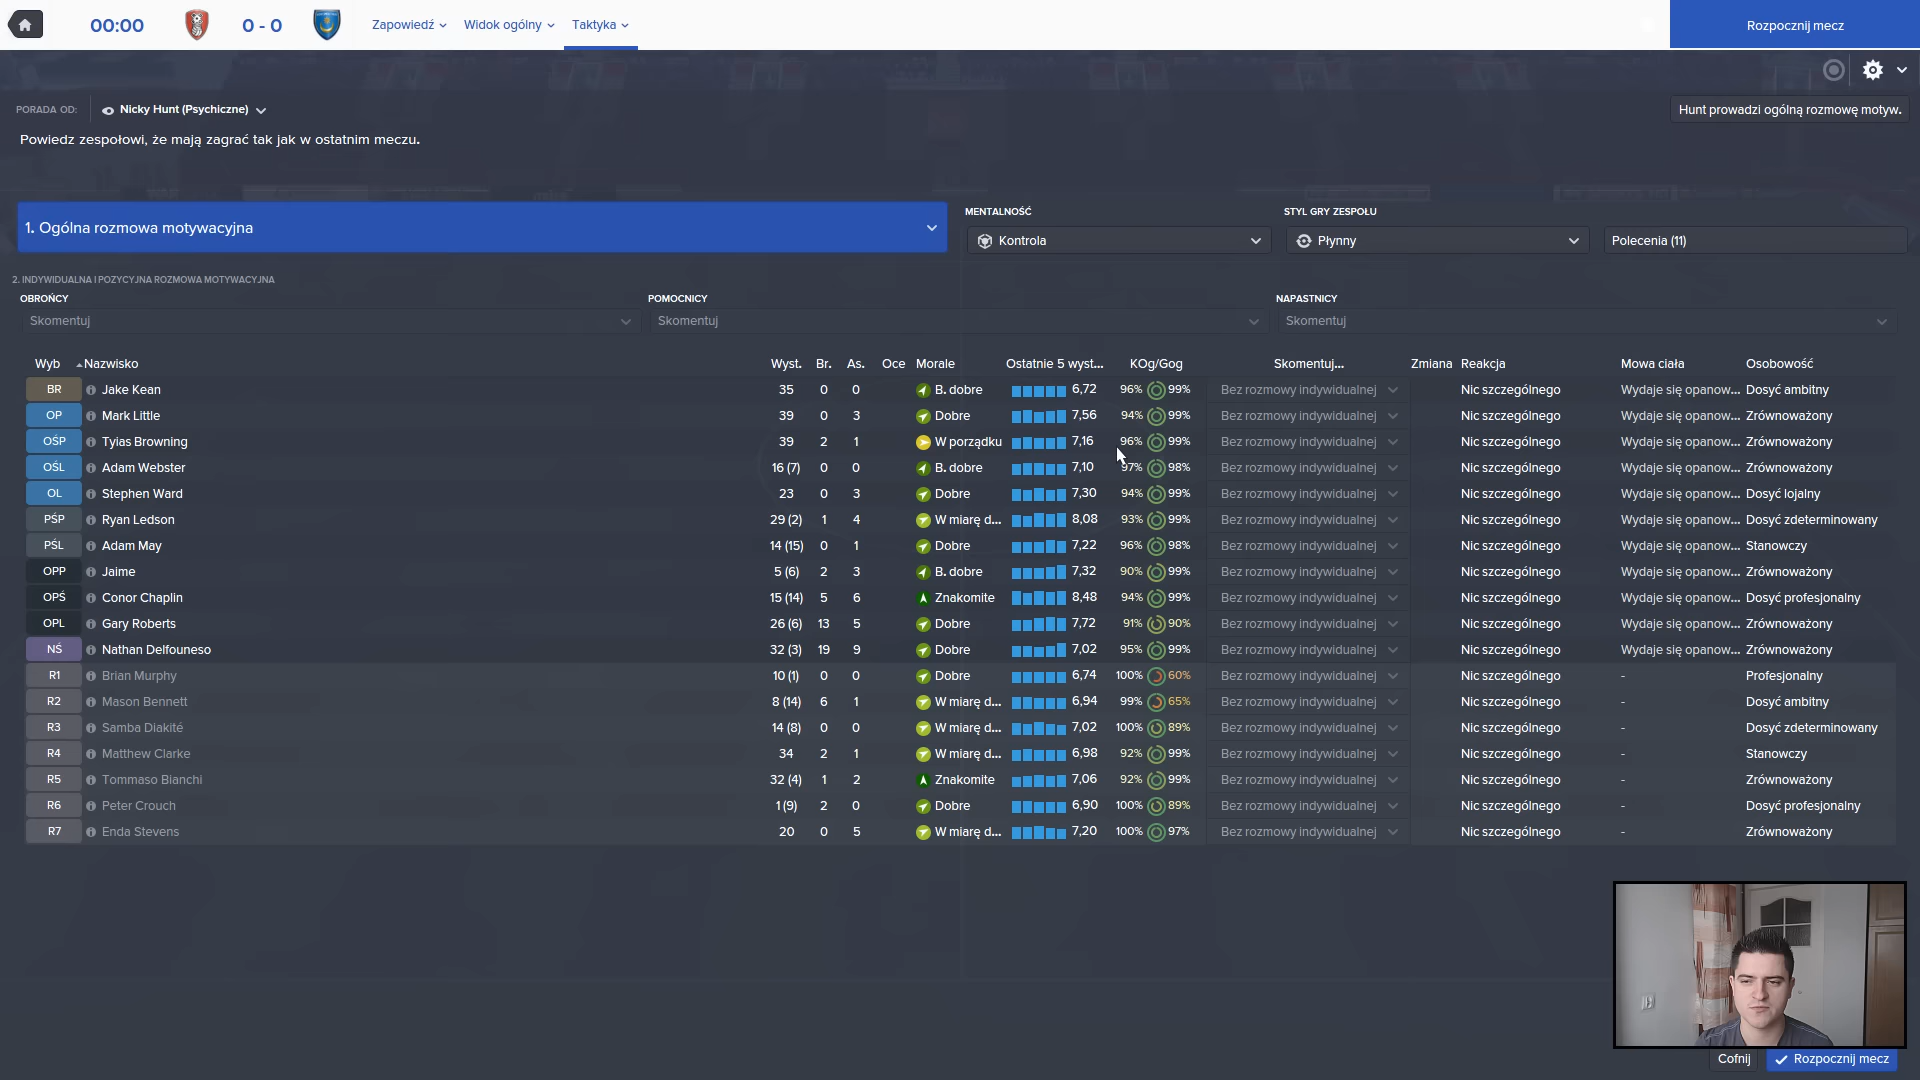 00:00 0 - 0 Zapowiedź Widok ogólny Taktyka Rozpocznij mecz
PORADA OD: Nicky Hunt (Psychiczne) Hunt prowadzi ogólną rozmowę motyw.
Powiedz zespołowi, że mają zagrać tak jak w ostatnim meczu.
MENTALNOŚĆ STYL GRY ZESPOŁU
1. Ogólna rozmowa motywacyjna Kontrola Płynny Polecenia (11)
2. INDYWIDUALNA I POZYCYJNA ROZMOWA MOTYWACYJNA
OBROŃCY POMOCNICY NAPASTNICY
Skomentuj Skomentuj Skomentuj
Wyb Nazwisko Wyst. Br. As. Oce Morale Ostatnie 5 wyst... KOg/Gog Skomentuj... Zmiana Reakcja Mowa ciała Osobowość
BR Jake Kean 35 0 0 B. dobre 6,72 96% 99% Bez rozmowy indywidualnej Nic szczególnego Wydaje się opanow... Dosyć ambitny
OP Mark Little 39 0 3 Dobre 7,56 94% 99% Bez rozmowy indywidualnej Nic szczególnego Wydaje się opanow... Zrównoważony
OŚP Tyias Browning 39 2 1 W porządku 7,16 96% 99% Bez rozmowy indywidualnej Nic szczególnego Wydaje się opanow... Zrównoważony
OŚL Adam Webster 16 (7) 0 0 B. dobre 7,10 97% 98% Bez rozmowy indywidualnej Nic szczególnego Wydaje się opanow... Zrównoważony
OL Stephen Ward 23 0 3 Dobre 7,30 94% 99% Bez rozmowy indywidualnej Nic szczególnego Wydaje się opanow... Dosyć lojalny
PŚP Ryan Ledson 29 (2) 1 4 W miarę d... 8,08 93% 99% Bez rozmowy indywidualnej Nic szczególnego Wydaje się opanow... Dosyć zdeterminowany
PŚL Adam May 14 (15) 0 1 Dobre 7,22 96% 98% Bez rozmowy indywidualnej Nic szczególnego Wydaje się opanow... Stanowczy
OPP Jaime 5 (6) 2 3 B. dobre 7,32 90% 99% Bez rozmowy indywidualnej Nic szczególnego Wydaje się opanow... Zrównoważony
OPŚ Conor Chaplin 15 (14) 5 6 Znakomite 8,48 94% 99% Bez rozmowy indywidualnej Nic szczególnego Wydaje się opanow... Dosyć profesjonalny
OPL Gary Roberts 26 (6) 13 5 Dobre 7,72 91% 90% Bez rozmowy indywidualnej Nic szczególnego Wydaje się opanow... Zrównoważony
NŚ Nathan Delfouneso 32 (3) 19 9 Dobre 7,02 95% 99% Bez rozmowy indywidualnej Nic szczególnego Wydaje się opanow... Zrównoważony
R1 Brian Murphy 10 (1) 0 0 Dobre 6,74 100% 60% Bez rozmowy indywidualnej Nic szczególnego - Profesjonalny
R2 Mason Bennett 8 (14) 6 1 W miarę d... 6,94 99% 65% Bez rozmowy indywidualnej Nic szczególnego - Dosyć ambitny
R3 Samba Diakité 14 (8) 0 0 W miarę d... 7,02 100% 89% Bez rozmowy indywidualnej Nic szczególnego - Dosyć zdeterminowany
R4 Matthew Clarke 34 2 1 W miarę d... 6,98 92% 99% Bez rozmowy indywidualnej Nic szczególnego - Stanowczy
R5 Tommaso Bianchi 32 (4) 1 2 Znakomite 7,06 92% 99% Bez rozmowy indywidualnej Nic szczególnego - Zrównoważony
R6 Peter Crouch 1 (9) 2 0 Dobre 6,90 100% 89% Bez rozmowy indywidualnej Nic szczególnego - Dosyć profesjonalny
R7 Enda Stevens 20 0 5 W miarę d... 7,20 100% 97% Bez rozmowy indywidualnej Nic szczególnego - Zrównoważony
Cofnij Rozpocznij mecz